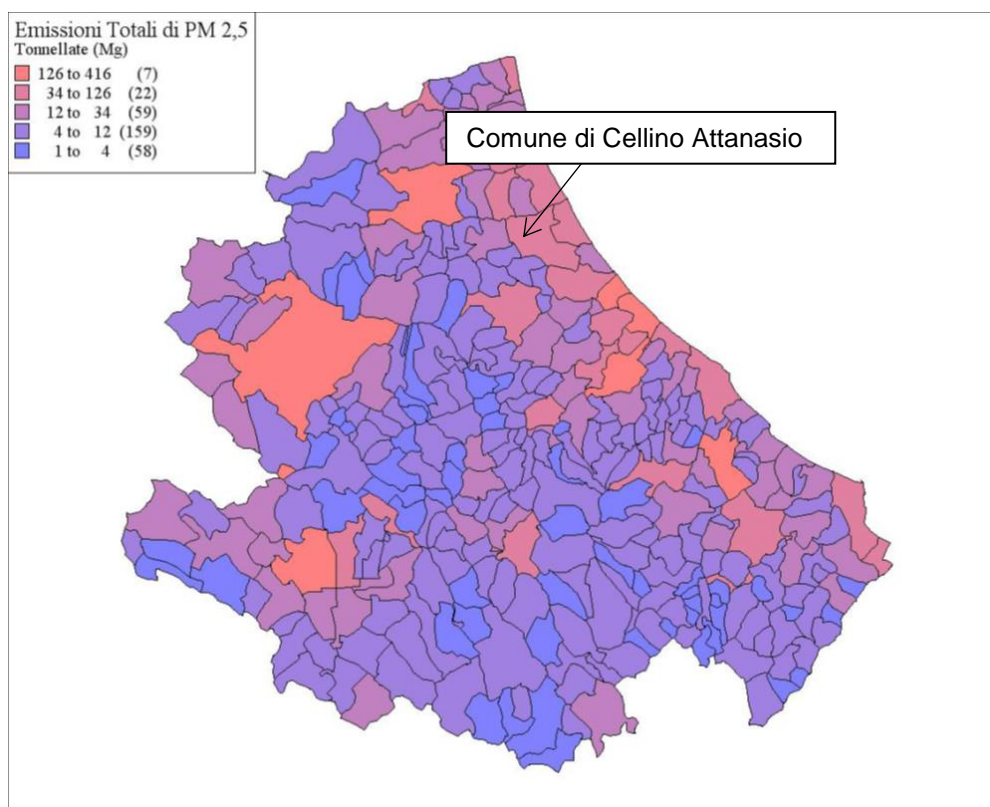 Emissioni Totali di PM 2,5
Tonnellate (Mg)
126 to 416 (7)
34 to 126 (22)
12 to 34 (59)
4 to 12 (159)
1 to 4 (58)
Comune di Cellino Attanasio